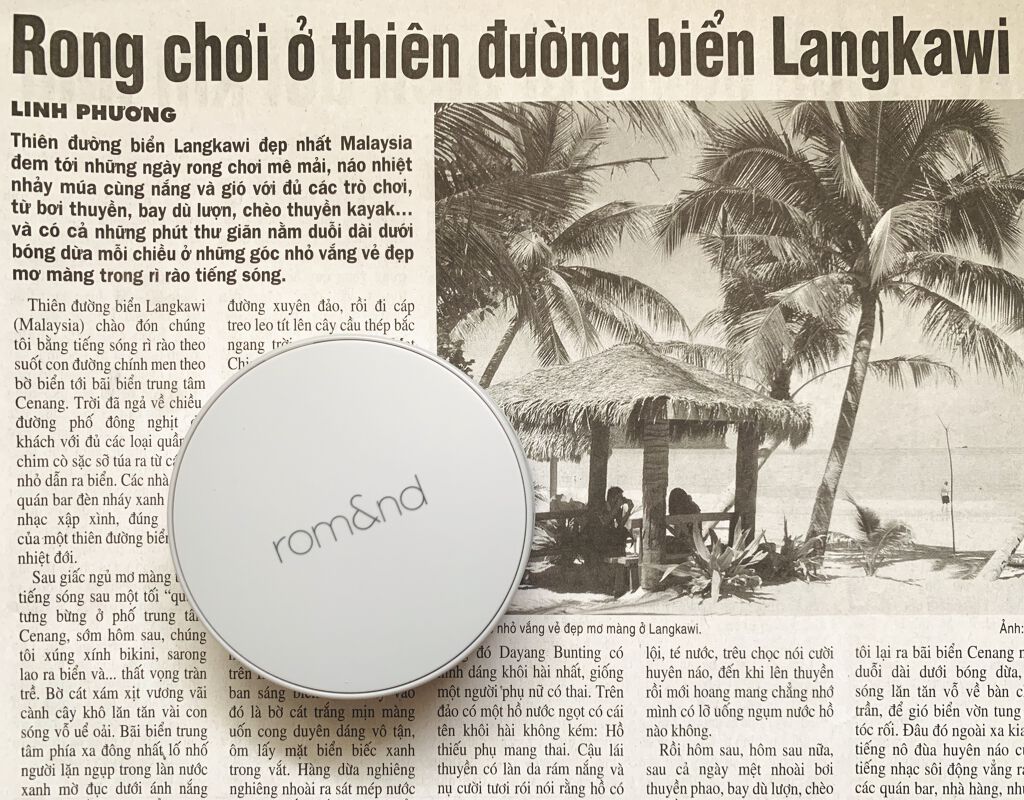 Rong chơi ở thiên đường biển Langkawi
LINH PHƯƠNG
Thiên đường biển Langkawi đẹp nhất Malaysia
đem tới những ngày rong chơi mê mải, náo nhiệt
nhảy múa cùng nắng và gió với đủ các trò chơi,
từ bơi thuyền, bay dù lượn, chèo thuyền kayak...
và có cả những phút thư giãn nằm duỗi dài dưới
bóng dừa mỗi chiều ở những góc nhỏ vắng vẻ đẹp
mơ màng trong rì rào tiếng sóng.
Thiên đường biển Langkawi
(Malaysia) chào đón chúng
tôi bằng tiếng sóng rì rào theo
suốt con đường chính men theo
bờ biển tới bãi biển trung tâm
Cenang. Trời đã ngả về chiều,
đường phố đông nghịt
khách với đủ các loại quần
chim cò sặc sỡ túa ra từ
nhỏ dẫn ra biển. Các nhà
quán bar đèn nháy xanh
nhạc xập xình, đúng
của một thiên đường biển
nhiệt đới.
Sau giấc ngủ mơ màng
tiếng sóng sau một tối
tưng bừng ở phố trung tâm
Cenang, sớm hôm sau, chúng
tôi xúng xính bikini, sarong
lao ra biển và... thất vọng tràn
trề. Bờ cát xám xịt vương vãi
cành cây khô lăn tăn vài con
sóng vỗ uể oải. Bãi biển trung
tâm phía xa đông nhất, lố nhố
người lặn ngụp trong làn nước
xanh mờ đục dưới ánh nắng
đường xuyên đảo, rồi đi cáp
treo leo tít lên cây cầu thép bắc
ngang trời
trên
ban sáng
đó là bờ cát trắng mịn màng
uốn cong duyên dáng vô tận,
ôm lấy mặt biển biếc xanh
trong vắt. Hàng dừa nghiêng
nghiêng nhoài ra sát mép nước
rom&nd
nhỏ vắng vẻ đẹp mơ màng ở Langkawi.
Ảnh:
đó Dayang Bunting có
hình dáng khôi hài nhất, giống
một người phụ nữ có thai. Trên
đảo có một hồ nước ngọt có cái
tên khôi hài không kém: Hồ
thiếu phụ mang thai. Cậu lái
thuyền có làn da rám nắng và
nụ cười tươi rói nói rằng hồ có
lội, té nước, trêu chọc nói cười
huyên náo, đến khi lên thuyền
rồi mới hoang mang chẳng nhớ
mình có lỡ uống ngụm nước hồ
nào không.
Rồi hôm sau, hôm sau nữa,
sau cả ngày mệt nhoài bơi
thuyền phao, bay dù lượn, chèo
tôi lại ra bãi biển Cenang
duỗi dài dưới bóng dừa,
sóng lăn tăn vỗ về bàn
trần, để gió biển vờn tung
tóc rối. Đâu đó ngoài xa
tiếng nô đùa huyên náo
tiếng nhạc sôi động vẳng
các quán bar, nhà hàng,